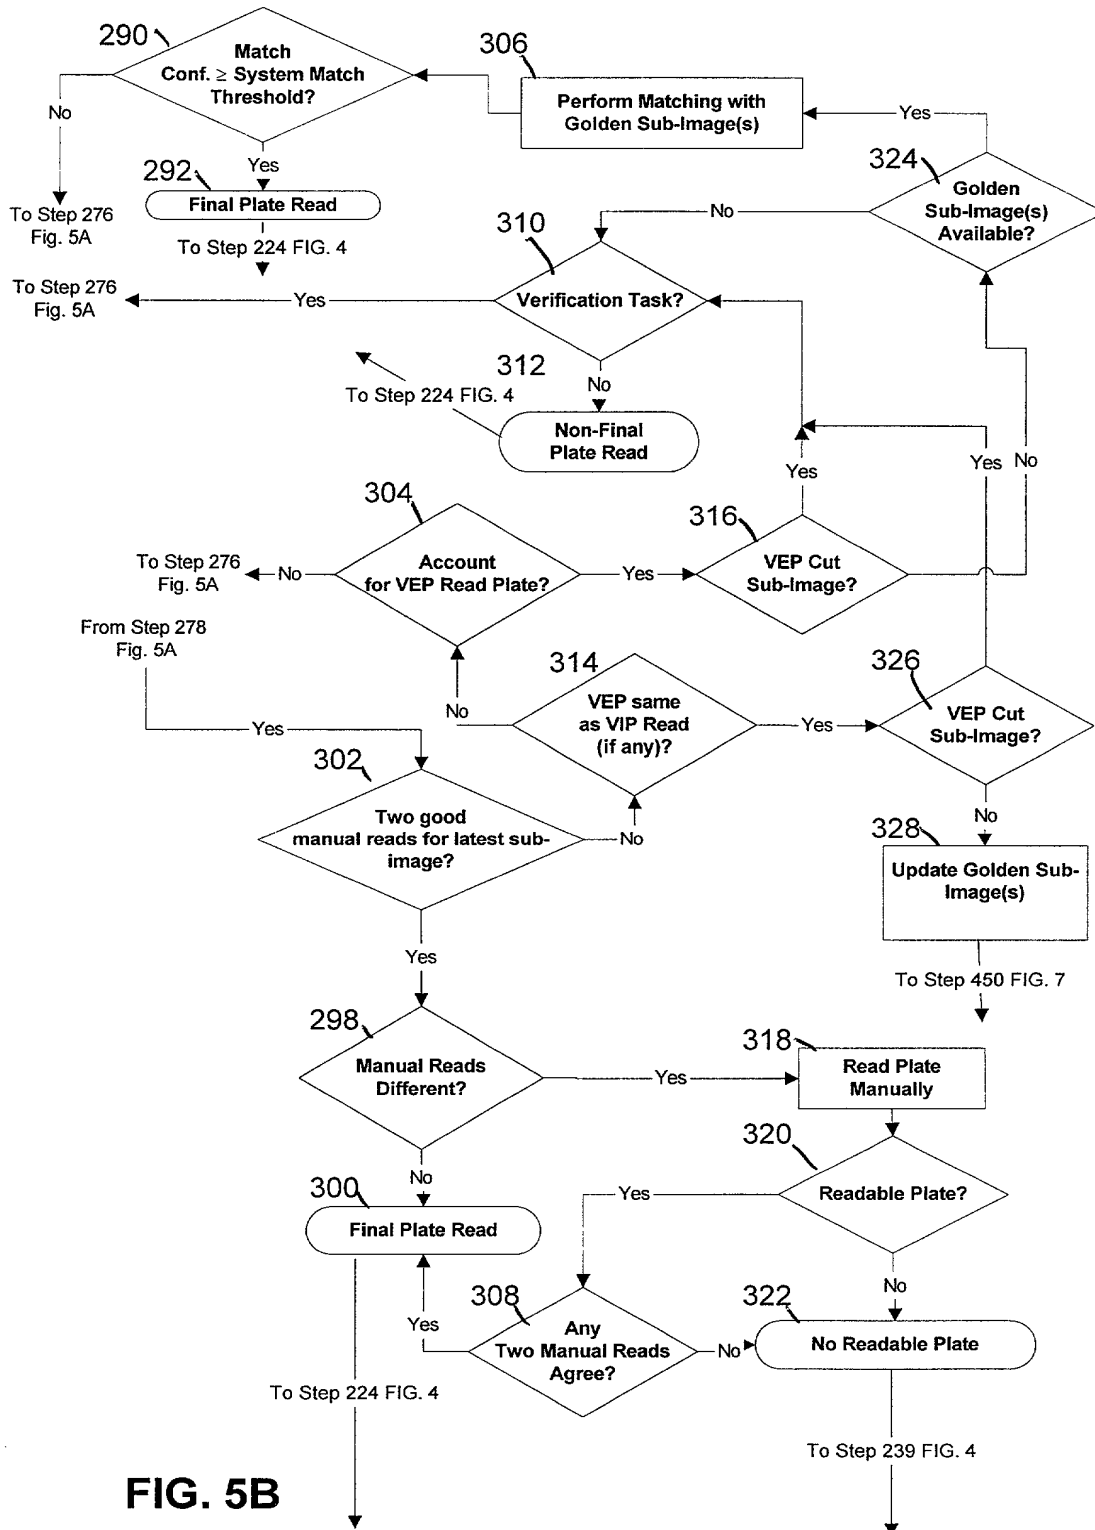 290
Match
Conf. ≥ System Match
Threshold?
No
Yes
306
Perform Matching with
Golden Sub-Image(s)
Yes
324
Golden
Sub-Image(s)
Available?
No
292
Final Plate Read
To Step 276
Fig. 5A
To Step 224 FIG. 4
310
Verification Task?
Yes
To Step 276
Fig. 5A
312
No
To Step 224 FIG. 4
Non-Final
Plate Read
Yes
Yes
No
304
Account
for VEP Read Plate?
No
To Step 276
Fig. 5A
Yes
316
VEP Cut
Sub-Image?
From Step 278
Fig. 5A
Yes
314
VEP same
as VIP Read
(if any)?
No
Yes
326
VEP Cut
Sub-Image?
No
302
Two good
manual reads for latest sub-
image?
No
Yes
328
Update Golden Sub-
Image(s)
To Step 450 FIG. 7
298
Manual Reads
Different?
Yes
No
318
Read Plate
Manually
320
Readable Plate?
Yes
No
300
Final Plate Read
308
Any
Two Manual Reads
Agree?
Yes
No
322
No Readable Plate
To Step 224 FIG. 4
To Step 239 FIG. 4
FIG. 5B